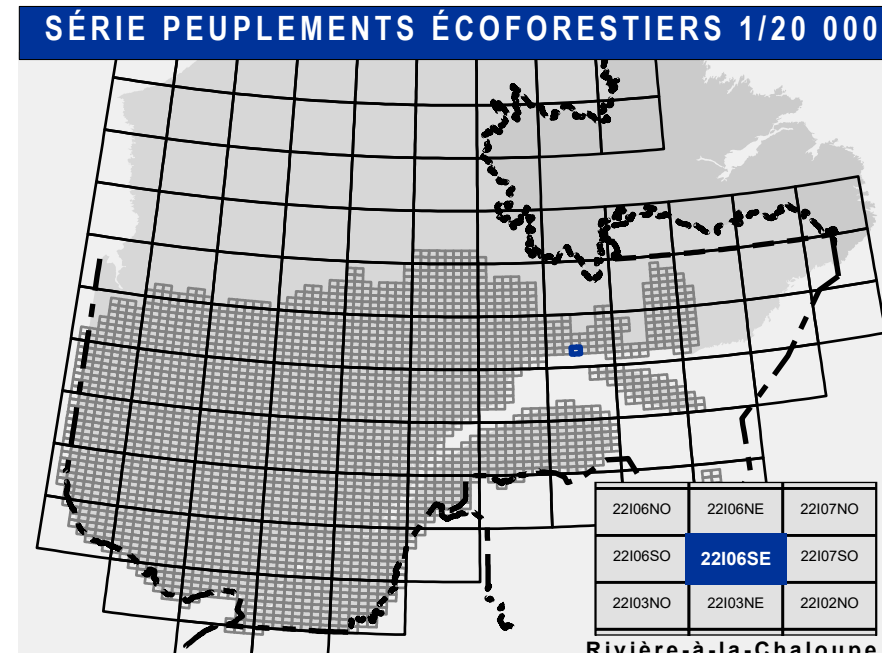 SÉRIE PEUPLEMENTS ÉCOFORESTIERS 1/20 000
22I06NO 22I06NE 22I07NO
22I06SO 22I06SE 22I07SO
22I03NO 22I03NE 22I02NO
Rivière-à-la-Chaloupe